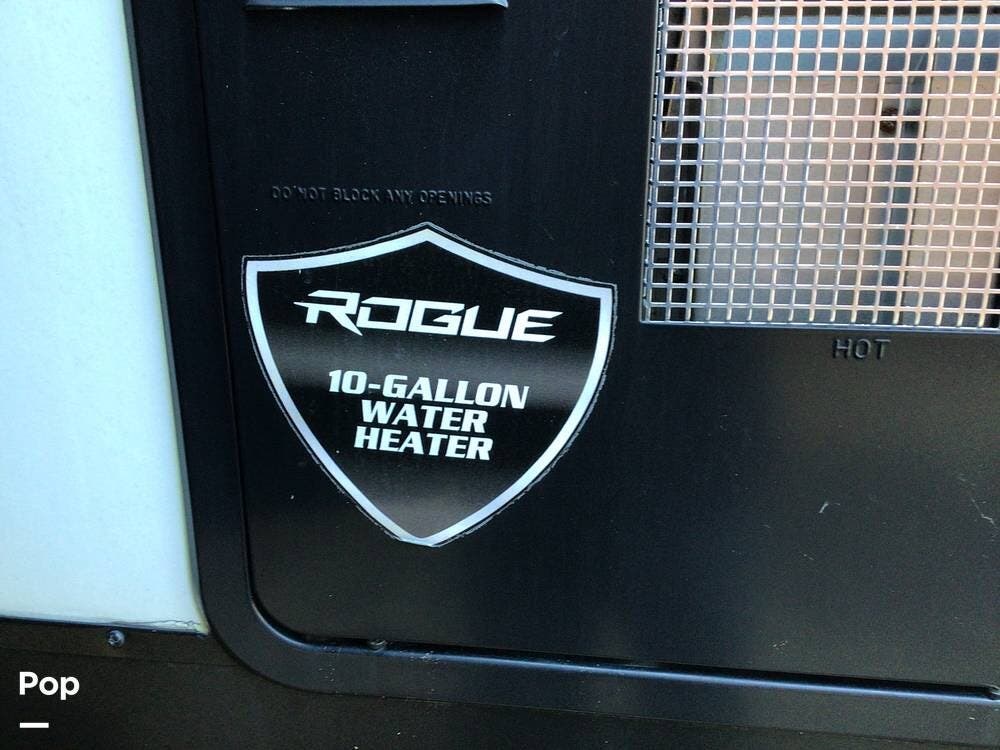 DO NOT BLOCK ANY OPENINGS
ROGUE
10-GALLON
WATER
HEATER
HOT
Pop